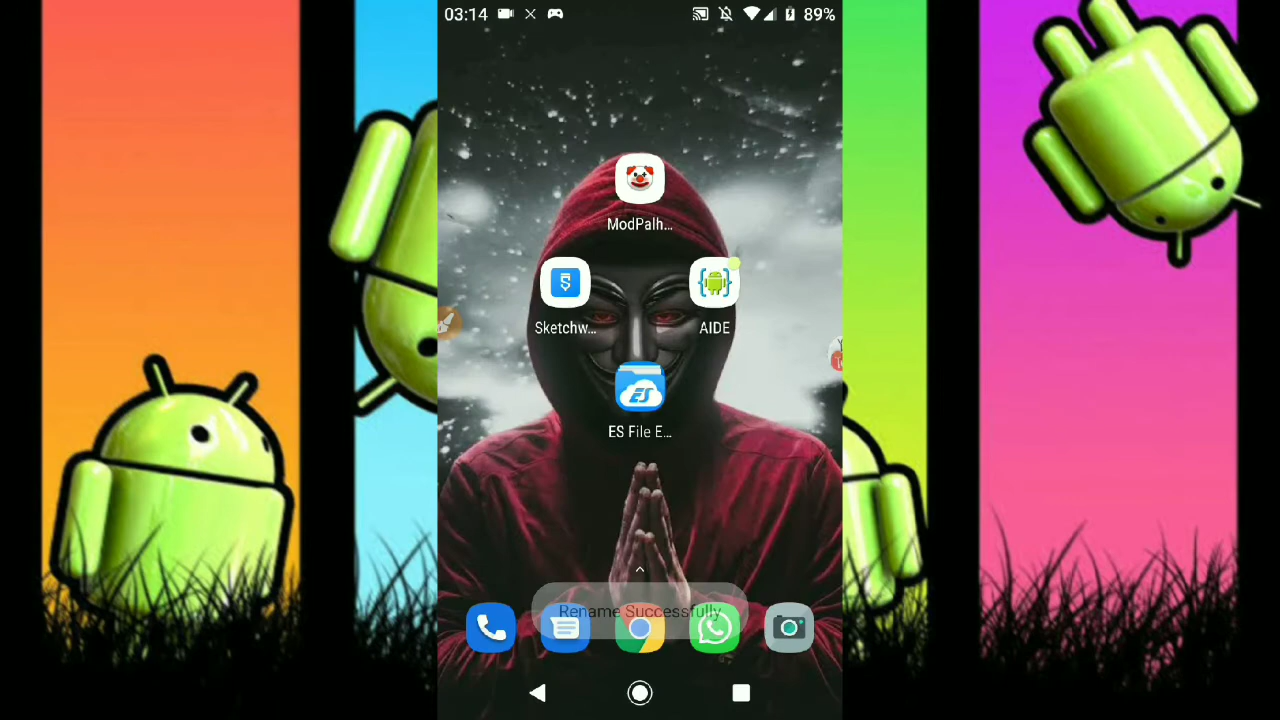 03:14
89%
ModPalh...
Sketchw...
AIDE
ES File E...
Rename Successfully